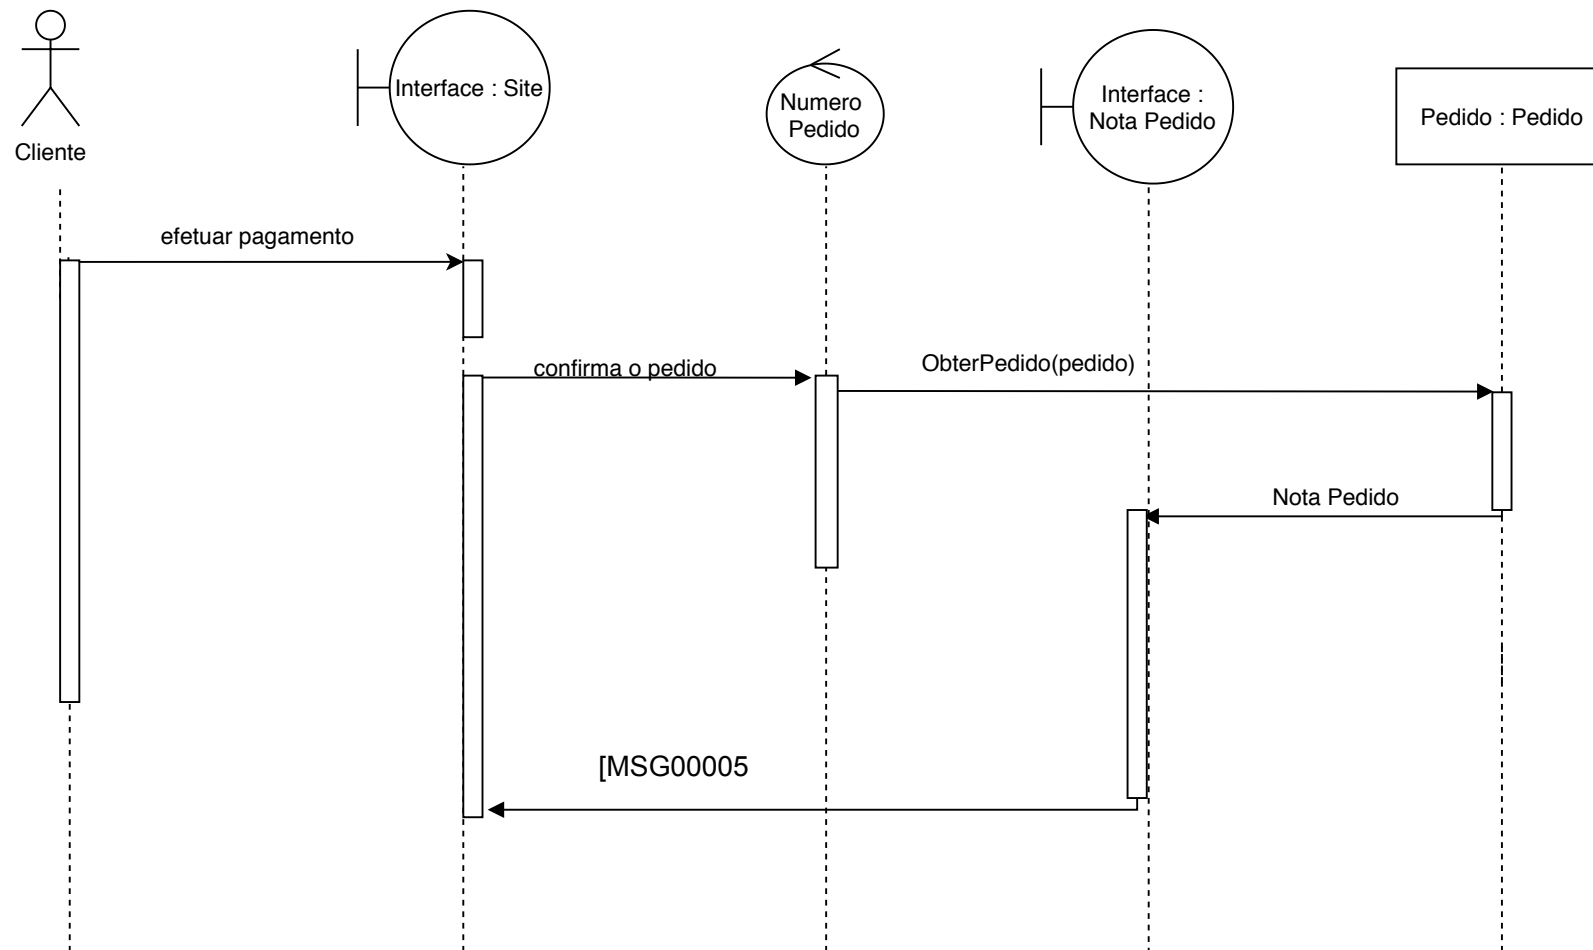 Cliente
Interface : Site
Numero
Pedido
Interface :
Nota Pedido
Pedido : Pedido
efetuar pagamento
confirma o pedido
ObterPedido(pedido)
Nota Pedido
[MSG00005